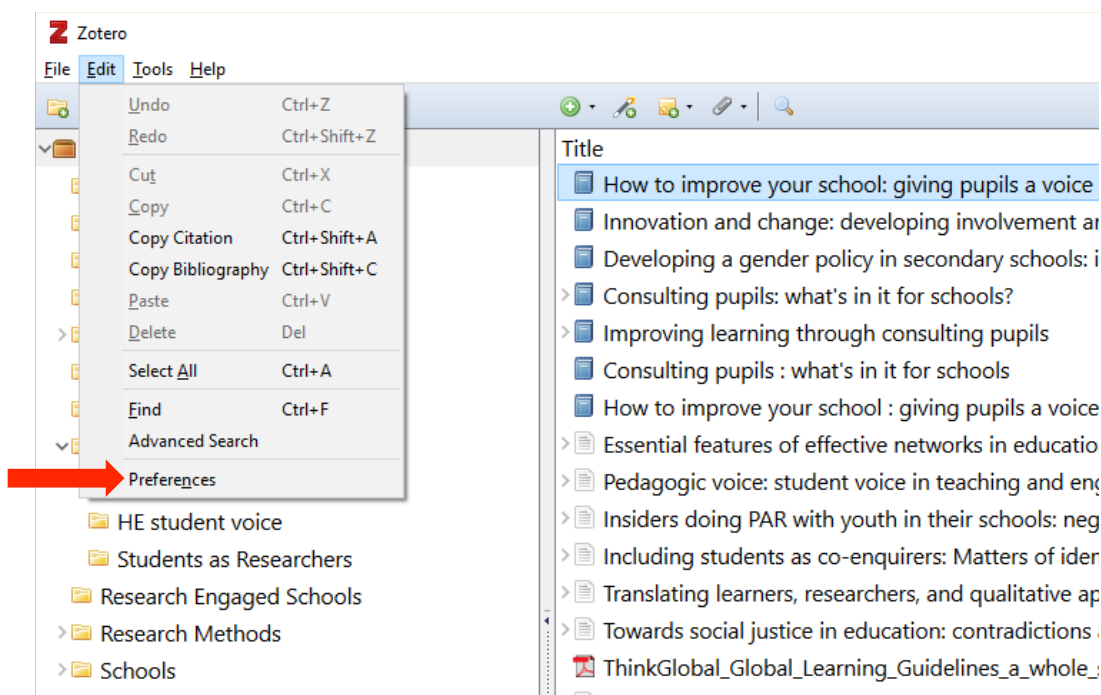 Zotero
File Edit Tools Help
Undo Ctrl+Z
Redo Ctrl+Shift+Z
Cut Ctrl+X
Copy Ctrl+C
Copy Citation Ctrl+Shift+A
Copy Bibliography Ctrl+Shift+C
Paste Ctrl+V
Delete Del
Select All Ctrl+A
Find Ctrl+F
Advanced Search
Preferences
HE student voice
Students as Researchers
Research Engaged Schools
Research Methods
Schools
Title
How to improve your school: giving pupils a voice
Innovation and change: developing involvement
Developing a gender policy in secondary schools:
Consulting pupils: what's in it for schools?
Improving learning through consulting pupils
Consulting pupils : what's in it for schools
How to improve your school : giving pupils a voice
Essential features of effective networks in educatio
Pedagogic voice: student voice in teaching and eng
Insiders doing PAR with youth in their schools: neg
Including students as co-enquirers: Matters of iden
Translating learners, researchers, and qualitative ap
Towards social justice in education: contradictions
ThinkGlobal_Global_Learning_Guidelines_a_whole_